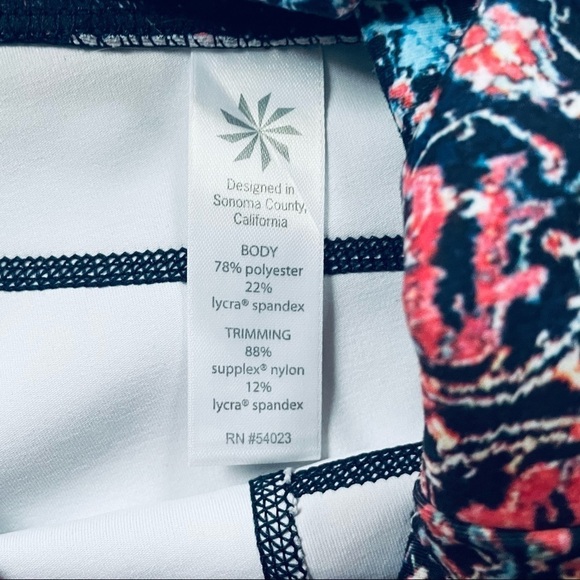 Designed in
Sonoma County,
California
BODY
78% polyester
22%
lycra® spandex
TRIMMING
88%
supplex® nylon
12%
lycra® spandex
RN #54023